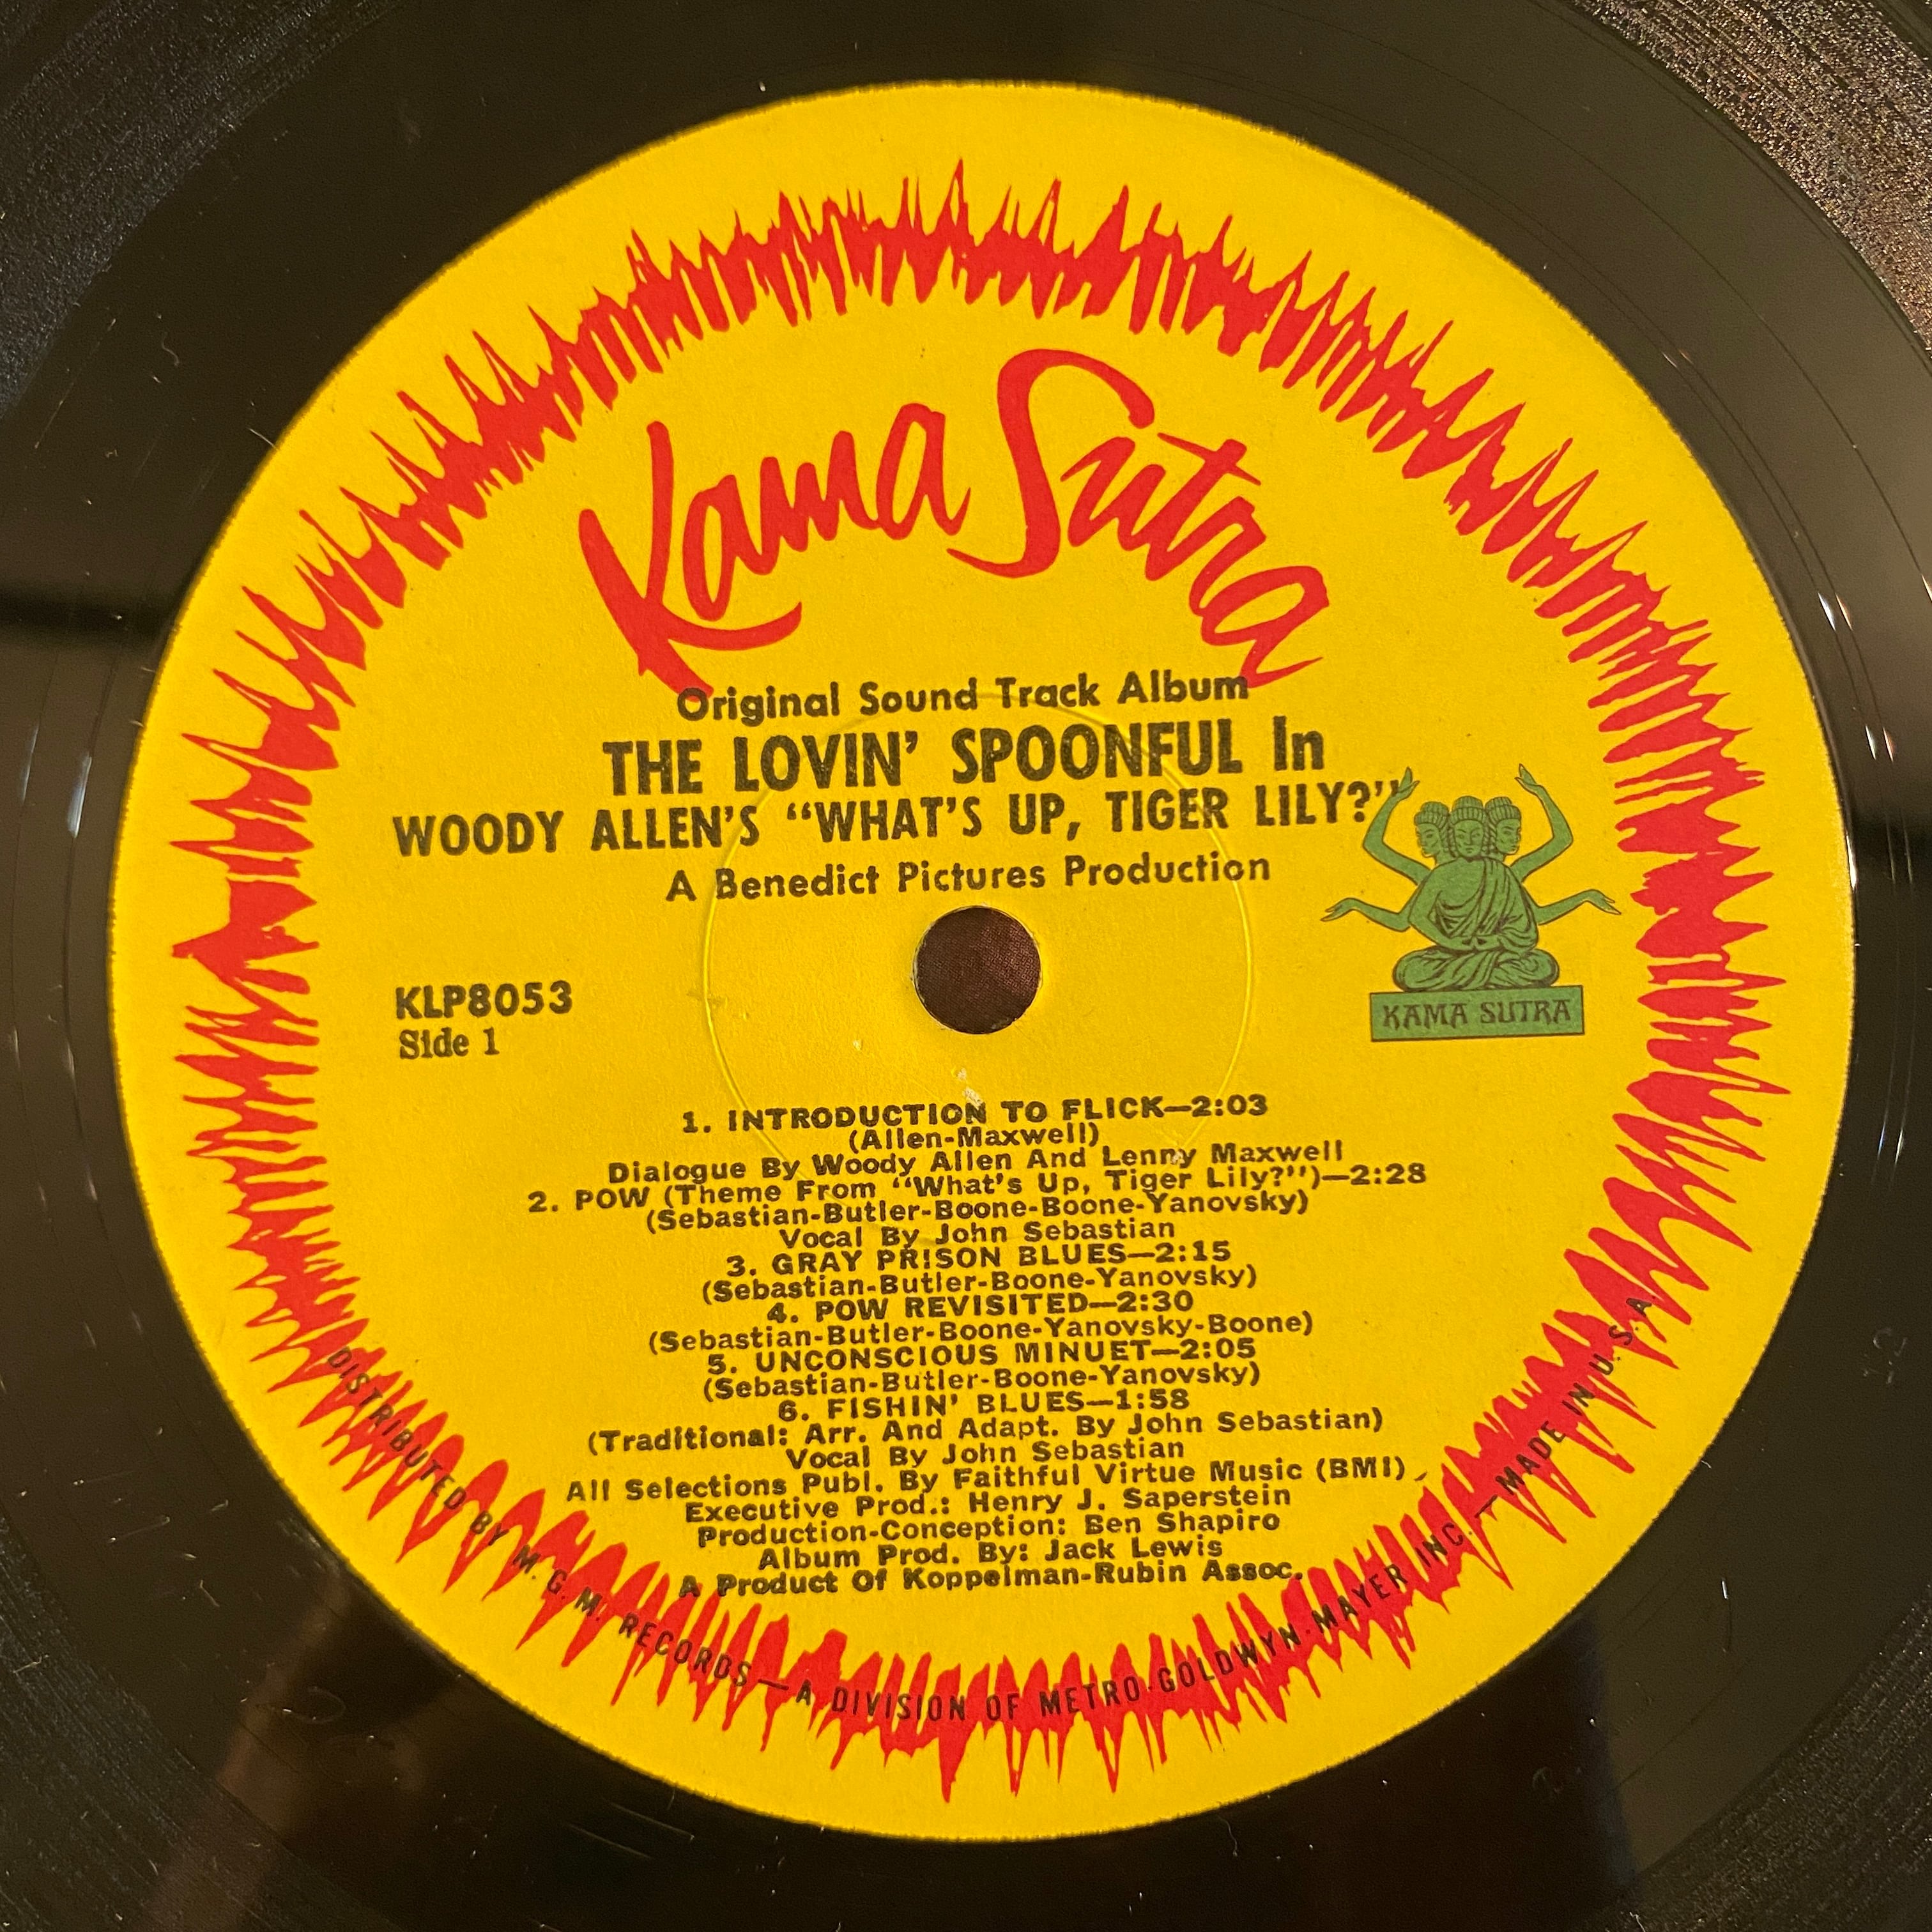 Kama Sutra
Original Sound Track Album
THE LOVIN' SPOONFUL In
WOODY ALLEN'S “WHAT'S UP, TIGER LILY?”
A Benedict Pictures Production
KAMA SUTRA
KLP8053
Side 1
1. INTRODUCTION TO FLICK—2:03
(Allen-Maxwell)
Dialogue By Woody Allen And Lenny Maxwell
2. POW (Theme From “What's Up, Tiger Lily?”)—2:28
(Sebastian-Butler-Boone-Boone-Yanovsky)
Vocal By John Sebastian
3. GRAY PRISON BLUES—2:15
(Sebastian-Butler-Boone-Yanovsky)
4. POW REVISITED—2:30
(Sebastian-Butler-Boone-Yanovsky-Boone)
5. UNCONSCIOUS MINUET—2:05
(Sebastian-Butler-Boone-Yanovsky)
6. FISHIN' BLUES—1:58
(Traditional: Arr. And Adapt. By John Sebastian)
Vocal By John Sebastian
All Selections Publ. By Faithful Virtue Music (BMI)
Executive Prod.: Henry J. Saperstein
Production-Conception: Ben Shapiro
Album Prod. By: Jack Lewis
A Product Of Koppelman-Rubin Assoc.
DISTRIBUTED BY M.G.M. RECORDS—A DIVISION OF METRO-GOLDWYN-MAYER INC.—MADE IN U.S.A.